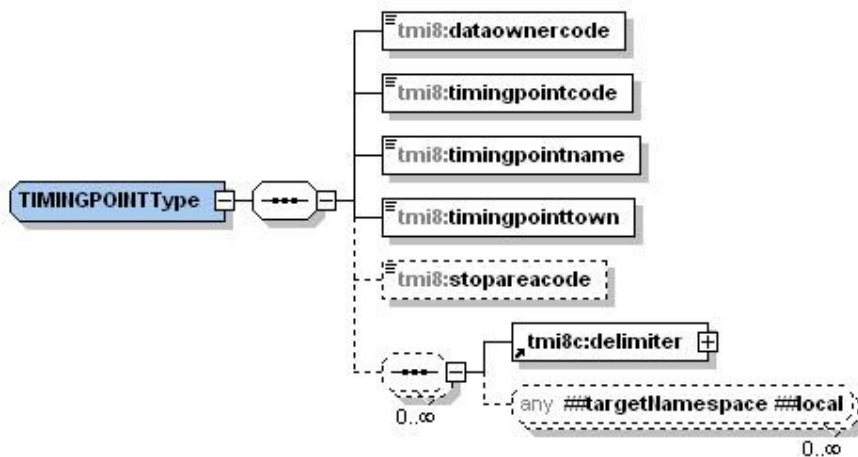 tmi8:dataownercode
tmi8:timingpointcode
tmi8:timingpointname
TIMINGPOINTType
tmi8:timingpointtown
tmi8:stopareacode
tmi8c:delimiter
any ##targetNamespace ##local
0..∞
0..∞